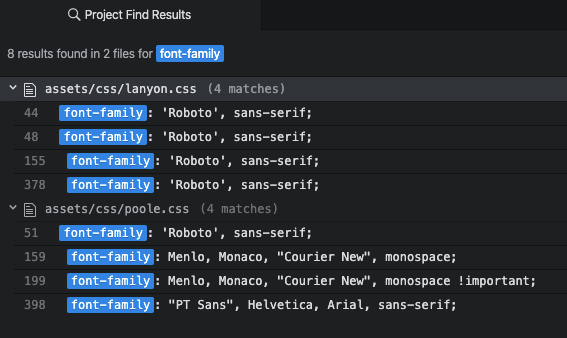 Project Find Results
8 results found in 2 files for font-family
assets/css/lanyon.css (4 matches)
44 font-family: 'Roboto', sans-serif;
48 font-family: 'Roboto', sans-serif;
155 font-family: 'Roboto', sans-serif;
378 font-family: 'Roboto', sans-serif;
assets/css/poole.css (4 matches)
51 font-family: 'Roboto', sans-serif;
159 font-family: Menlo, Monaco, "Courier New", monospace;
199 font-family: Menlo, Monaco, "Courier New", monospace !important;
398 font-family: "PT Sans", Helvetica, Arial, sans-serif;